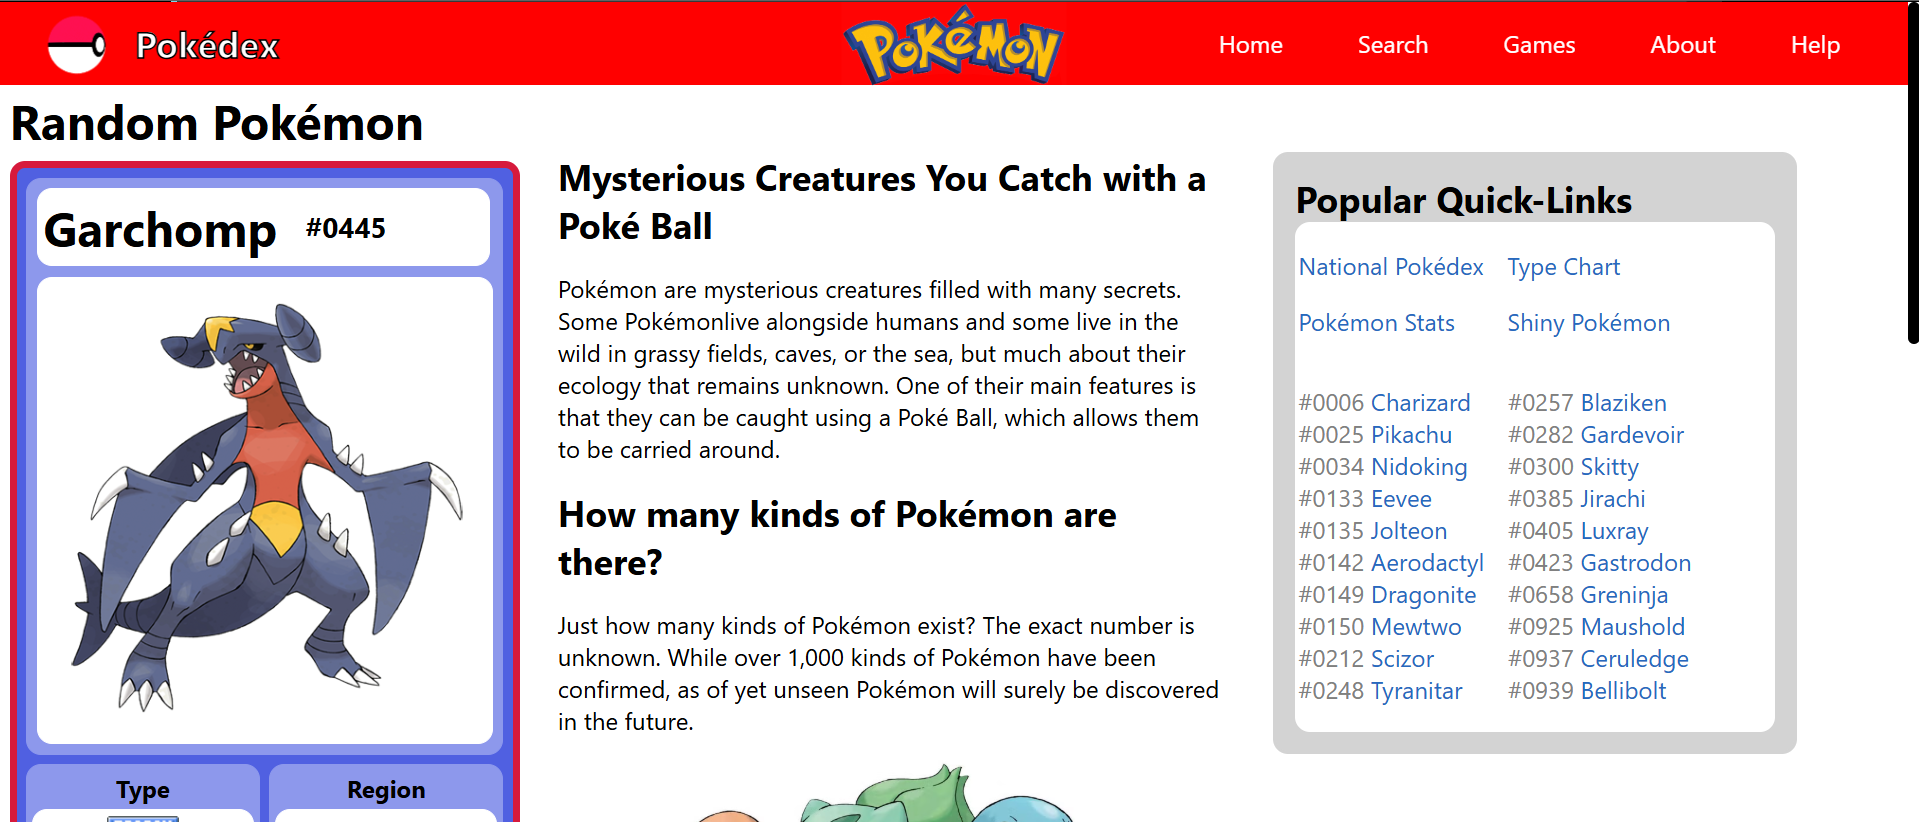 Pokédex
POKéMON
Home Search Games About Help
Random Pokémon
Garchomp #0445
Type Region
Mysterious Creatures You Catch with a
Poké Ball
Pokémon are mysterious creatures filled with many secrets.
Some Pokémonlive alongside humans and some live in the
wild in grassy fields, caves, or the sea, but much about their
ecology that remains unknown. One of their main features is
that they can be caught using a Poké Ball, which allows them
to be carried around.
How many kinds of Pokémon are
there?
Just how many kinds of Pokémon exist? The exact number is
unknown. While over 1,000 kinds of Pokémon have been
confirmed, as of yet unseen Pokémon will surely be discovered
in the future.
Popular Quick-Links
National Pokédex Type Chart
Pokémon Stats Shiny Pokémon
#0006 Charizard #0257 Blaziken
#0025 Pikachu #0282 Gardevoir
#0034 Nidoking #0300 Skitty
#0133 Eevee #0385 Jirachi
#0135 Jolteon #0405 Luxray
#0142 Aerodactyl #0423 Gastrodon
#0149 Dragonite #0658 Greninja
#0150 Mewtwo #0925 Maushold
#0212 Scizor #0937 Ceruledge
#0248 Tyranitar #0939 Bellibolt